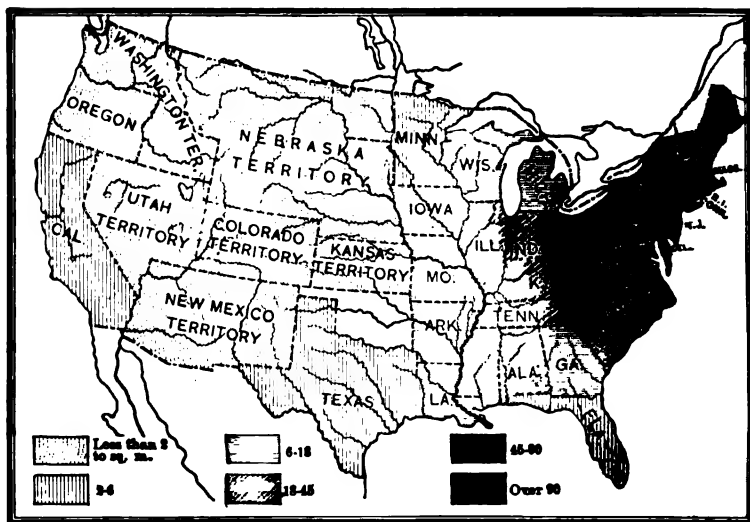 WASHINGTON TER.
OREGON
NEBRASKA
TERRITORY
MINN
WIS.
IOWA
UTAH
TERRITORY
COLORADO
TERRITORY
KANSAS
TERRITORY
CAL
ILL
IND
MO.
NEW MEXICO
TERRITORY
ARK.
TENN
TEXAS
LA.
ALA.
GA.
Less than 2
to sq. m.
2-6
6-18
18-45
45-90
Over 90